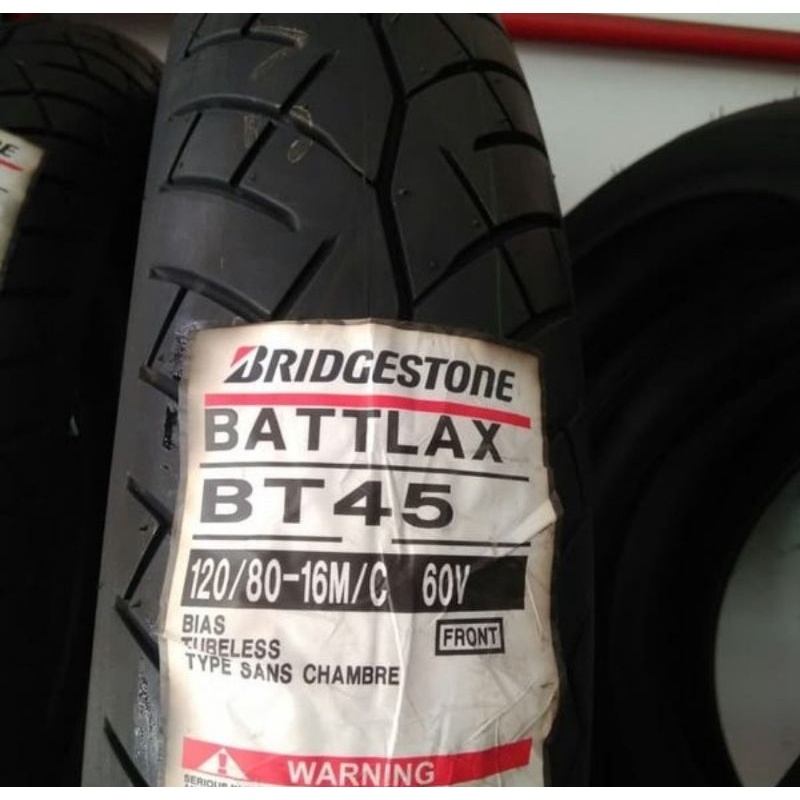 BRIDGESTONE
BATTLAX
BT45
120/80-16M/C 60V
BIAS
TUBELESS
FRONT
TYPE SANS CHAMBRE
WARNING
SERIOUS